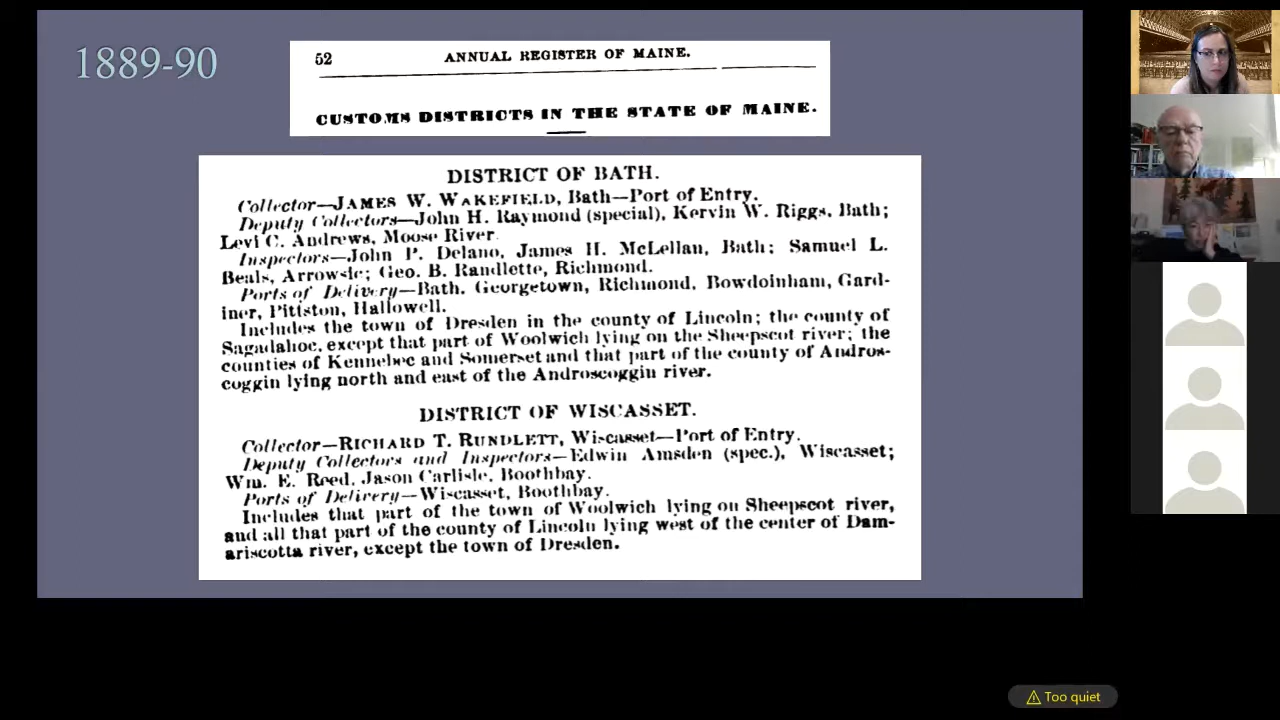 1889-90
52 ANNUAL REGISTER OF MAINE.
CUSTOMS DISTRICTS IN THE STATE OF MAINE.
DISTRICT OF BATH.
Collector—JAMES W. WAKEFIELD, Bath—Port of Entry.
Deputy Collectors—John H. Raymond (special), Kervin W. Riggs, Bath;
Levi C. Andrews, Moose River.
Inspectors—John P. Delano, James H. McLellan, Bath; Samuel L.
Beals, Arrowsic; Geo. B. Randlette, Richmond.
Ports of Delivery—Bath, Georgetown, Richmond, Bowdoinham, Gard-
iner, Pittston, Hallowell.
Includes the town of Dresden in the county of Lincoln; the county of
Sagadahoc, except that part of Woolwich lying on the Sheepscot river; the
counties of Kennebec and Somerset and that part of the county of Andros-
coggin lying north and east of the Androscoggin river.
DISTRICT OF WISCASSET.
Collector—RICHARD T. RUNDLETT, Wiscasset—Port of Entry.
Deputy Collectors and Inspectors—Edwin Amsden (spec.), Wiscasset;
Wm. E. Reed, Jason Carlisle, Boothbay.
Ports of Delivery—Wiscasset, Boothbay.
Includes that part of the town of Woolwich lying on Sheepscot river,
and all that part of the county of Lincoln lying west of the center of Dam-
ariscotta river, except the town of Dresden.
Too quiet